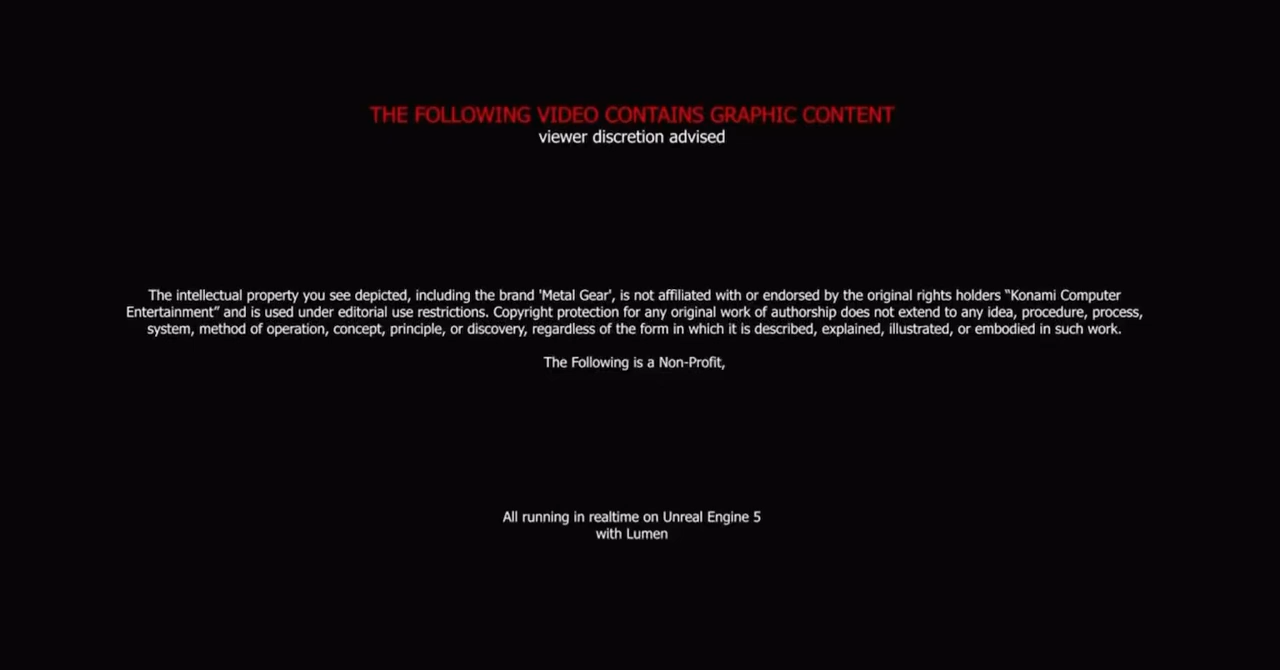 THE FOLLOWING VIDEO CONTAINS GRAPHIC CONTENT
viewer discretion advised
The intellectual property you see depicted, including the brand 'Metal Gear', is not affiliated with or endorsed by the original rights holders “Konami Computer
Entertainment” and is used under editorial use restrictions. Copyright protection for any original work of authorship does not extend to any idea, procedure, process,
system, method of operation, concept, principle, or discovery, regardless of the form in which it is described, explained, illustrated, or embodied in such work.
The Following is a Non-Profit,
All running in realtime on Unreal Engine 5
with Lumen